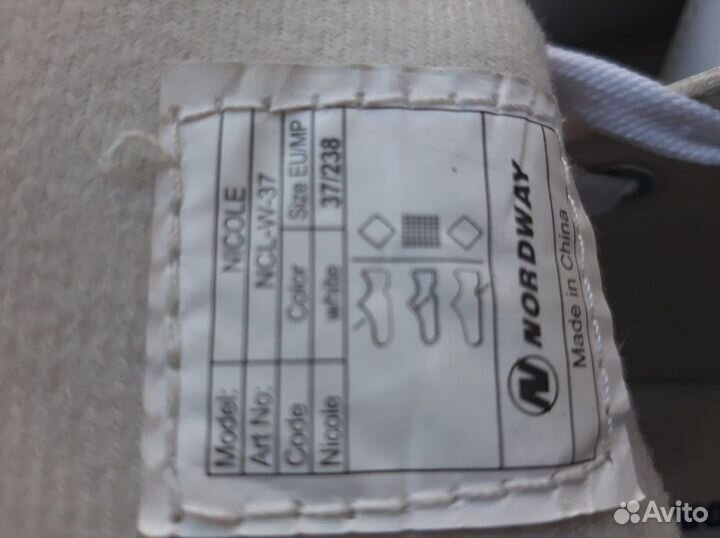 Model: NICOLE
Art No: NCL-W-37
Code Color Size EU/MP
Nicole white 37/238
NORDWAY
Made in China
Avito